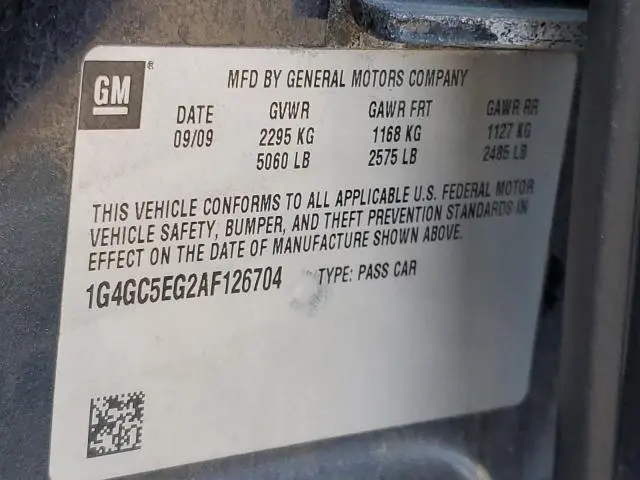 GM ®
MFD BY GENERAL MOTORS COMPANY
DATE GVWR GAWR FRT GAWR RR
09/09 2295 KG 1168 KG 1127 KG
5060 LB 2575 LB 2485 LB
THIS VEHICLE CONFORMS TO ALL APPLICABLE U.S. FEDERAL MOTOR
VEHICLE SAFETY, BUMPER, AND THEFT PREVENTION STANDARDS IN
EFFECT ON THE DATE OF MANUFACTURE SHOWN ABOVE.
1G4GC5EG2AF126704 TYPE: PASS CAR